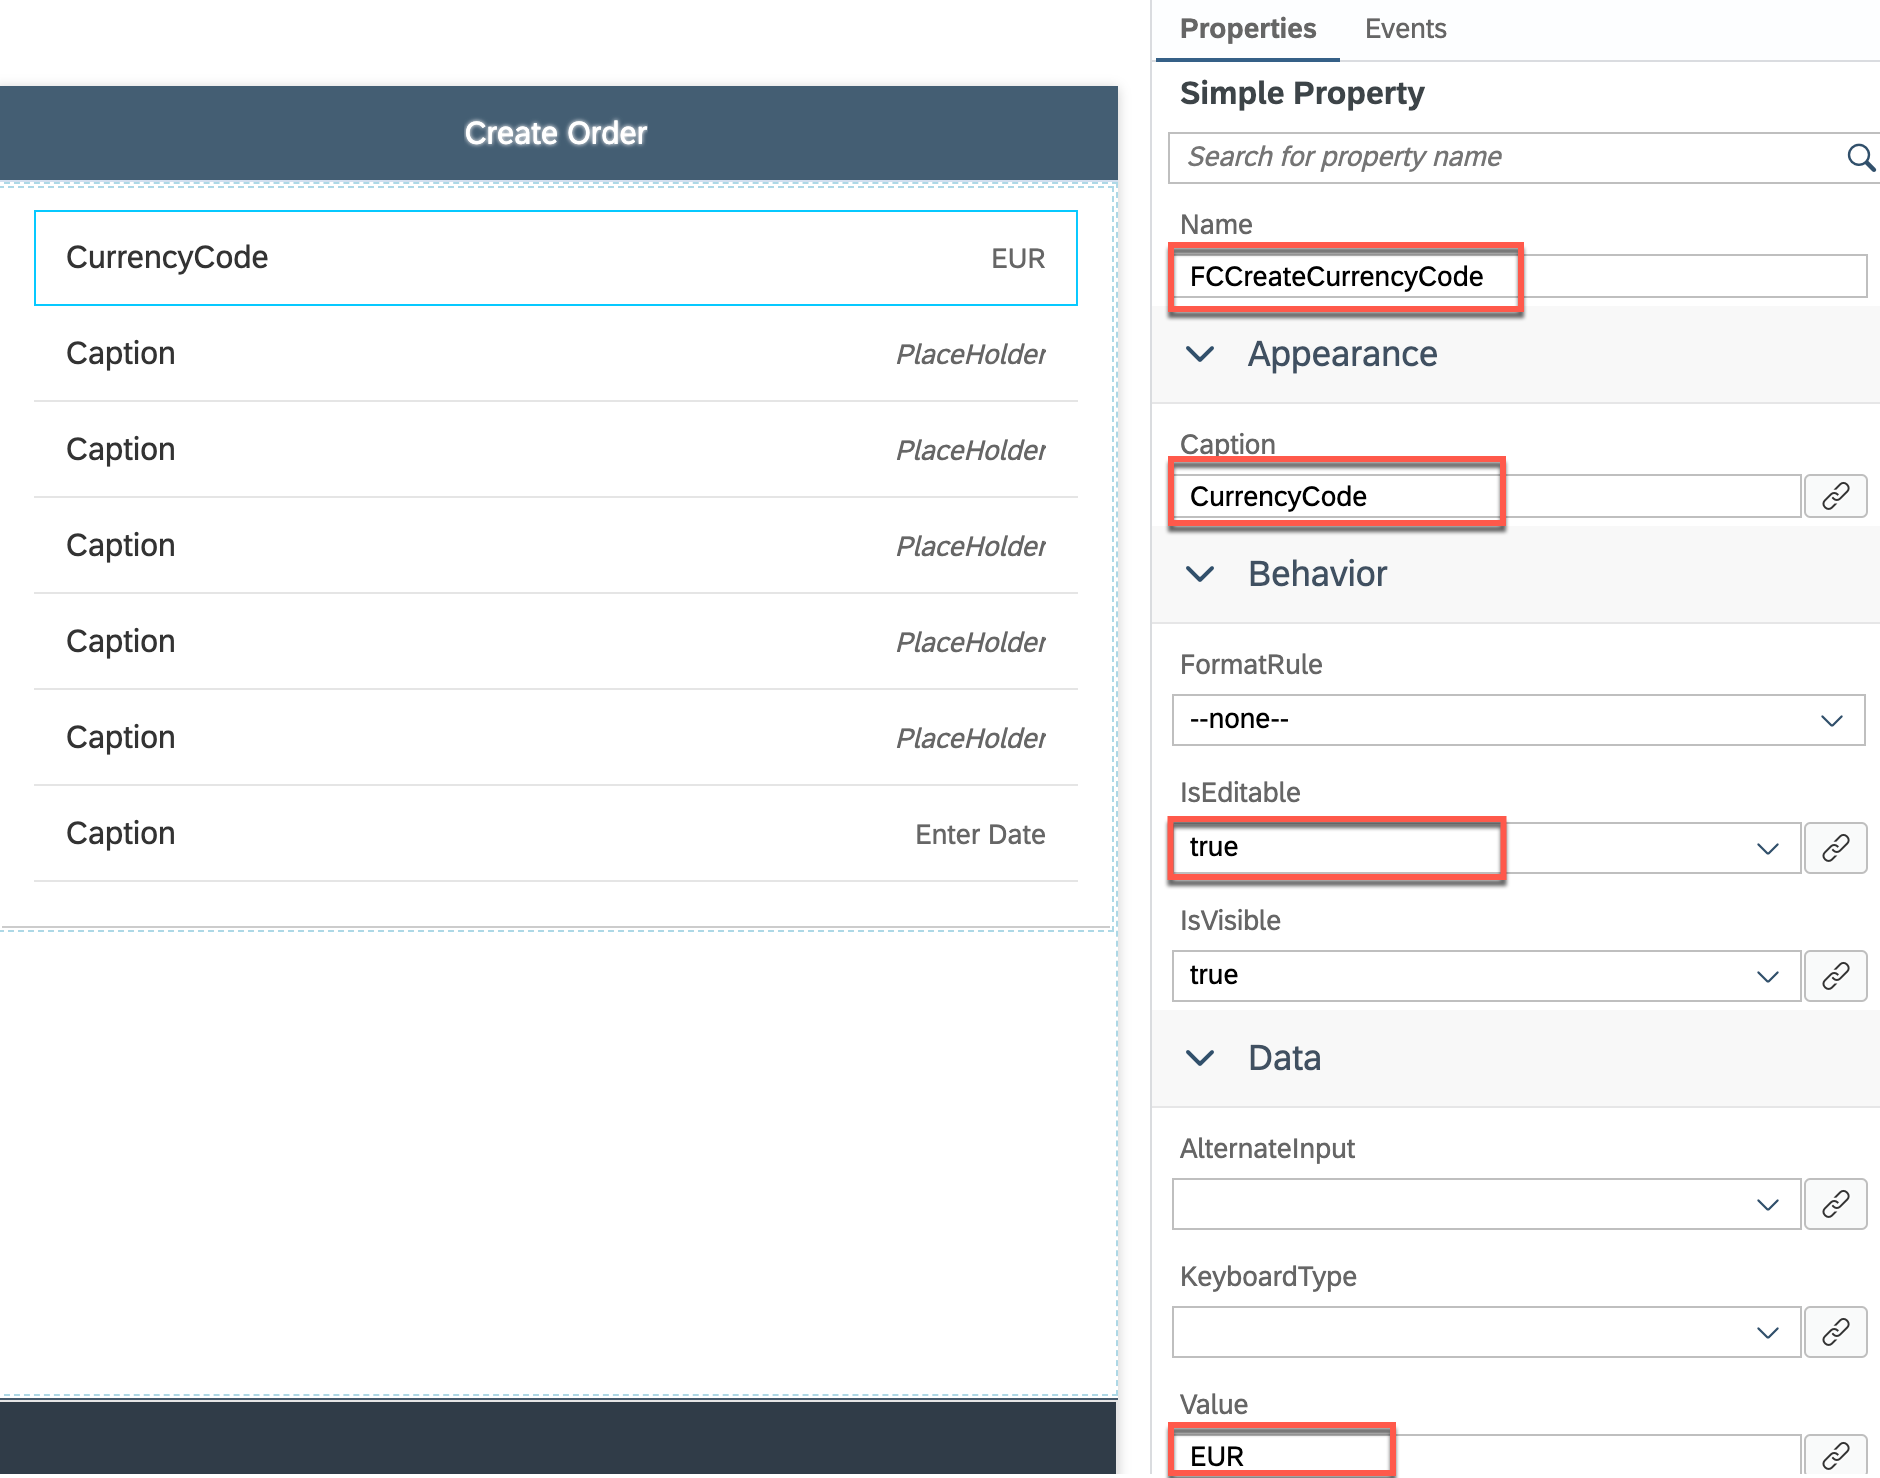 Create Order
CurrencyCode EUR
Caption PlaceHolder
Caption PlaceHolder
Caption PlaceHolder
Caption PlaceHolder
Caption PlaceHolder
Caption Enter Date
Properties Events
Simple Property
Search for property name
Name
FCCreateCurrencyCode
Appearance
Caption
CurrencyCode
Behavior
FormatRule
--none--
IsEditable
true
IsVisible
true
Data
AlternateInput
KeyboardType
Value
EUR